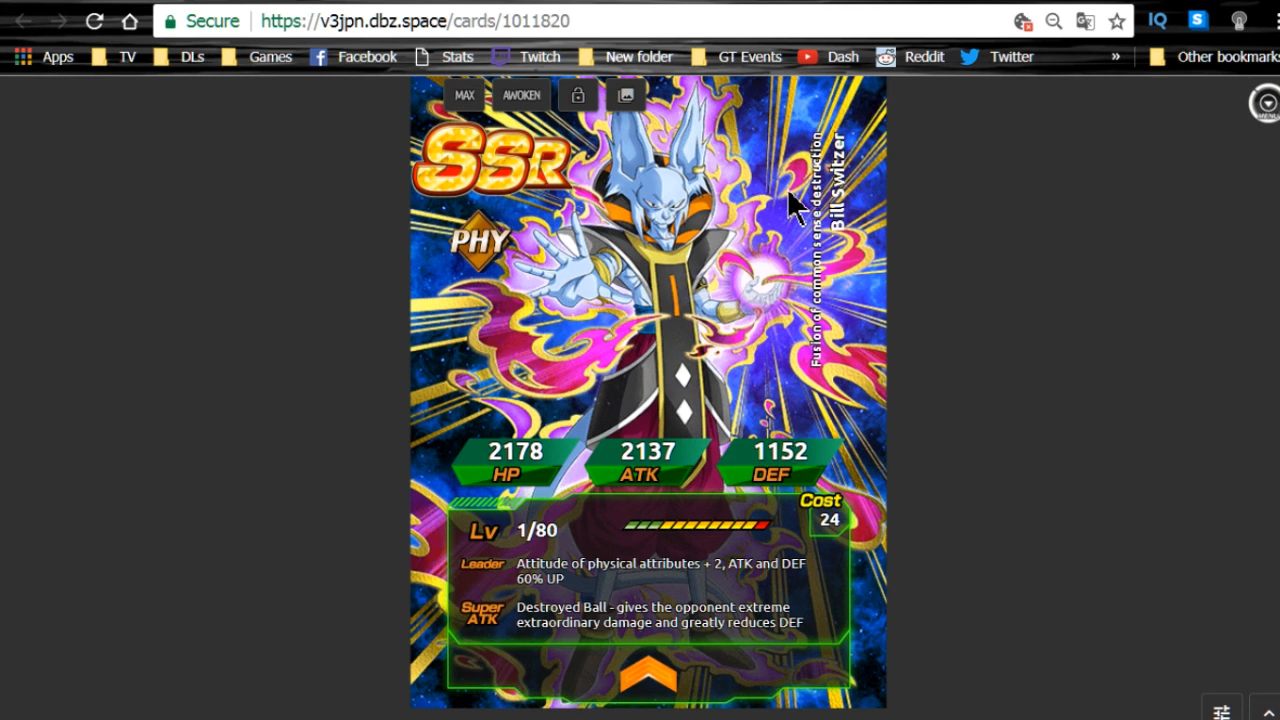 Secure
https://v3jpn.dbz.space/cards/1011820
IQ
S
Apps
TV
DLs
Games
Facebook
Stats
Twitch
New folder
GT Events
Dash
Reddit
Twitter
»
Other bookmarks
MAX
AWOKEN
MENU
SSR
PHY
Fusion of common sense destruction
Bill Switzer
2178
HP
2137
ATK
1152
DEF
Cost
24
Lv 1/80
Leader Attitude of physical attributes + 2, ATK and DEF
60% UP
Super
ATK
Destroyed Ball - gives the opponent extreme
extraordinary damage and greatly reduces DEF